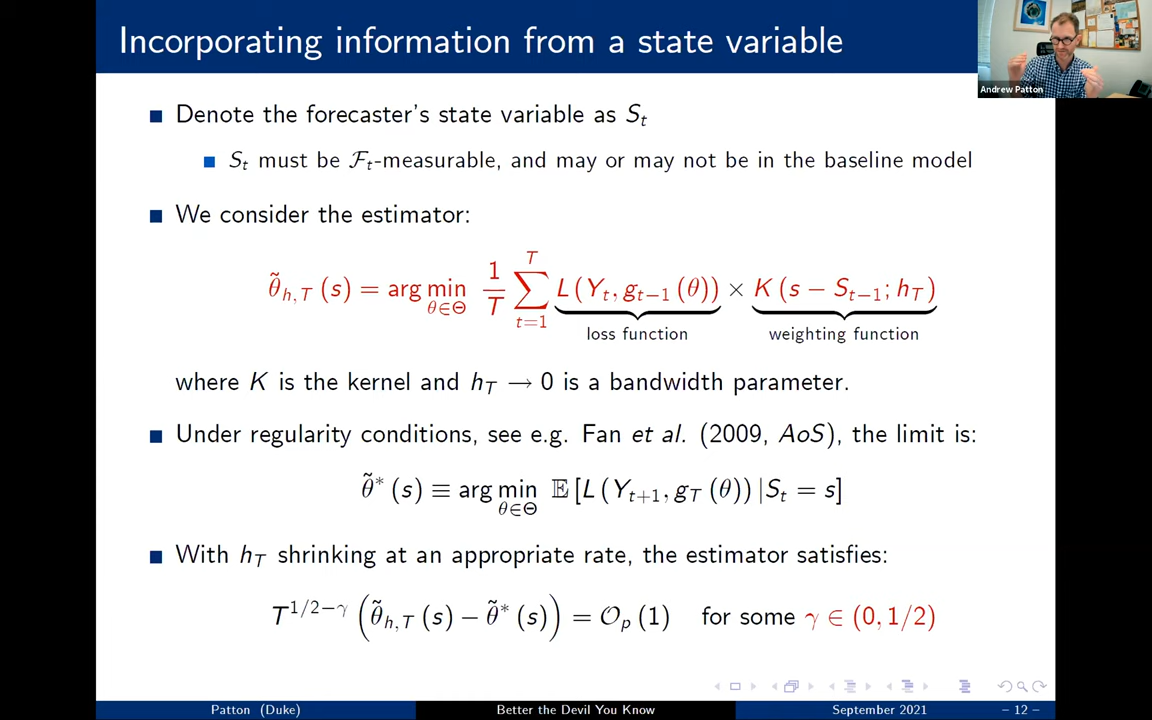 Incorporating information from a state variable
Andrew Patton
■ Denote the forecaster's state variable as S_t
■ S_t must be ℱ_t-measurable, and may or may not be in the baseline model
■ We consider the estimator:
θ̃_{h,T} (s) = arg min_{θ∈Θ} 1/T ∑_{t=1}^{T} L (Y_t, g_{t−1} (θ)) × K (s − S_{t−1}; h_T)
loss function weighting function
where K is the kernel and h_T → 0 is a bandwidth parameter.
■ Under regularity conditions, see e.g. Fan et al. (2009, AoS), the limit is:
θ̃* (s) ≡ arg min_{θ∈Θ} 𝔼 [L (Y_{t+1}, g_T (θ)) |S_t = s]
■ With h_T shrinking at an appropriate rate, the estimator satisfies:
T^{1/2−γ} (θ̃_{h,T} (s) − θ̃* (s)) = 𝒪_p (1) for some γ ∈ (0, 1/2)
Patton (Duke) Better the Devil You Know September 2021 – 12 –